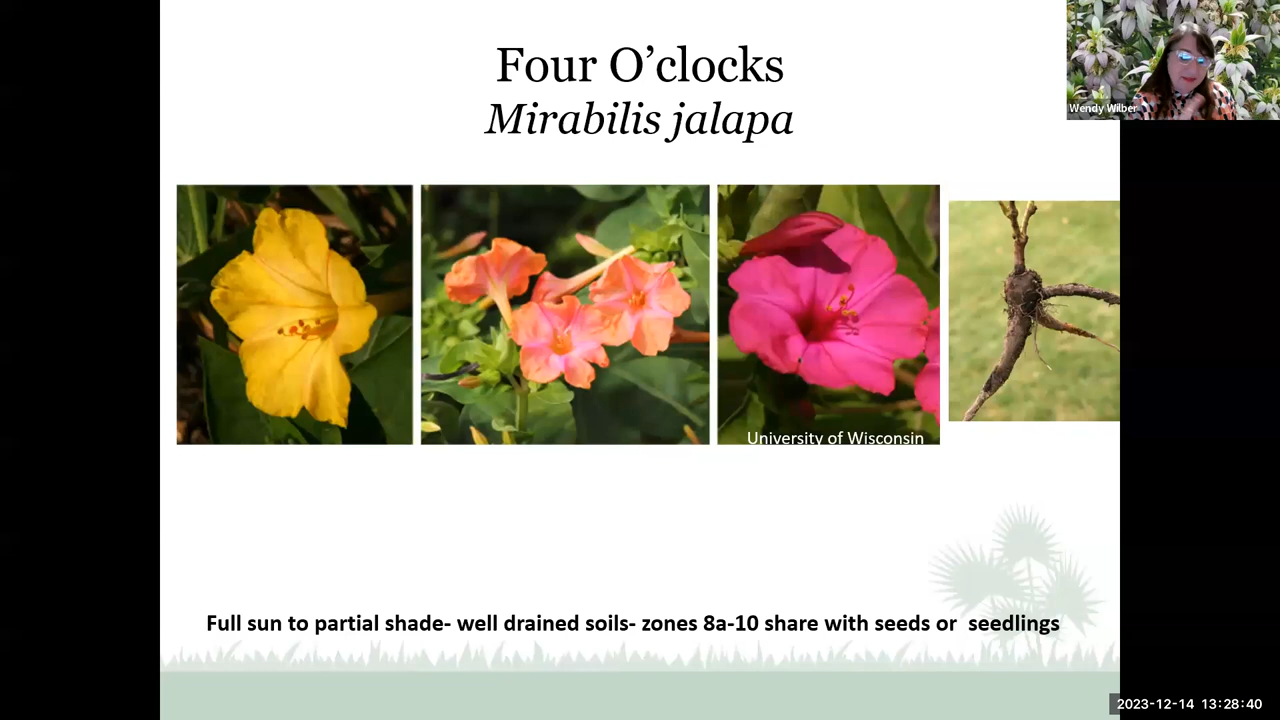 Four O’clocks
Mirabilis jalapa
Wendy Wilber
University of Wisconsin
Full sun to partial shade- well drained soils- zones 8a-10 share with seeds or  seedlings
2023-12-14 13:28:40